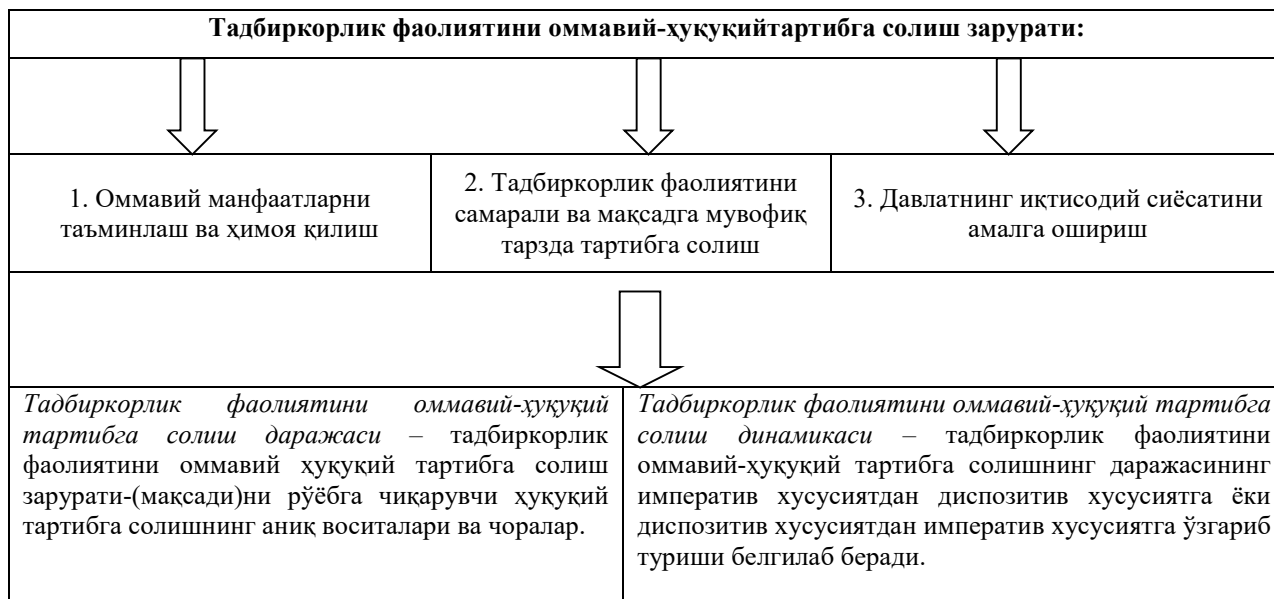 Тадбиркорлик фаолиятини оммавий-ҳуқуқийтартибга солиш зарурати:
1. Оммавий манфаатларни
таъминлаш ва ҳимоя қилиш
2. Тадбиркорлик фаолиятини
самарали ва мақсадга мувофиқ
тарзда тартибга солиш
3. Давлатнинг иқтисодий сиёсатини
амалга ошириш
Тадбиркорлик фаолиятини оммавий-ҳуқуқий
тартибга солиш даражаси – тадбиркорлик
фаолиятини оммавий ҳуқуқий тартибга солиш
зарурати-(мақсади)ни рўёбга чиқарувчи ҳуқуқий
тартибга солишнинг аниқ воситалари ва чоралар.
Тадбиркорлик фаолиятини оммавий-ҳуқуқий тартибга
солиш динамикаси – тадбиркорлик фаолиятини
оммавий-ҳуқуқий тартибга солишнинг даражасининг
императив хусусиятдан диспозитив хусусиятга ёки
диспозитив хусусиятдан императив хусусиятга ўзгариб
туриши белгилаб беради.